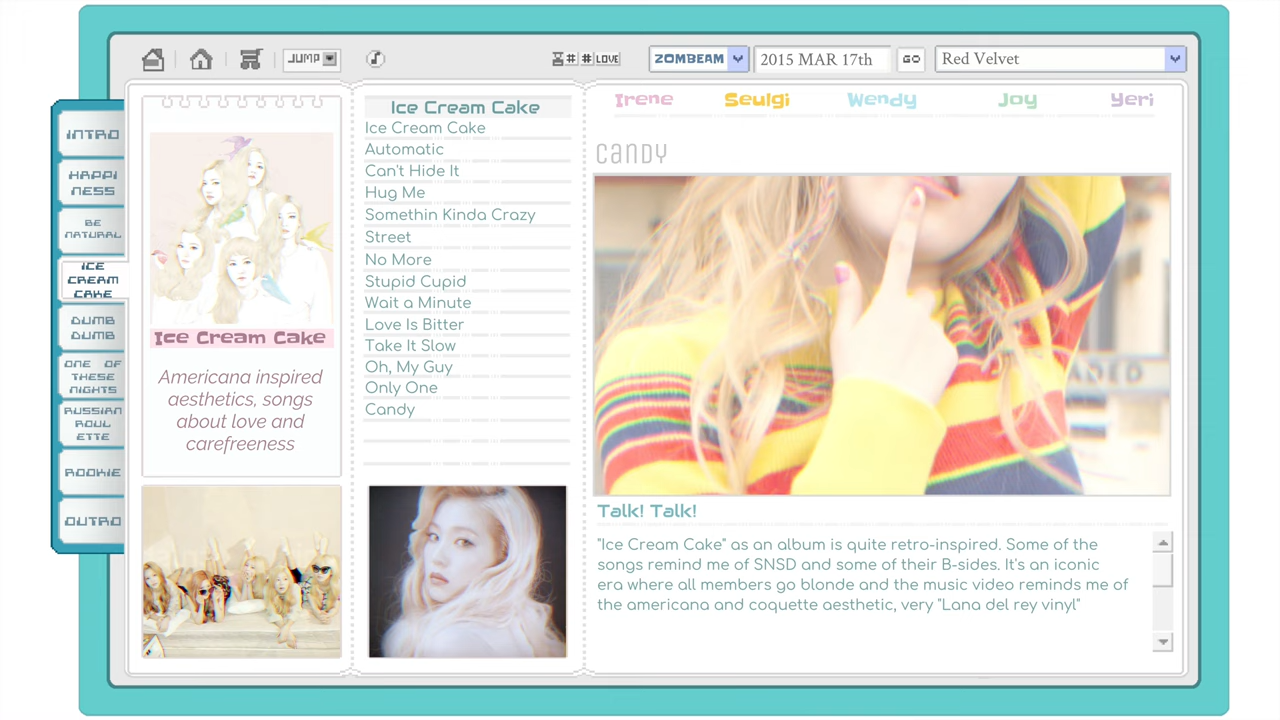 JUMP
# # LOVE
ZOMBEAM
2015 MAR 17th
GO
Red Velvet
INTRO
HAPPI
NESS
BE
NATURAL
ICE
CREAM
CAKE
DUMB
DUMB
ONE OF
THESE
NIGHTS
RUSSIAN
ROUL
ETTE
ROOKIE
OUTRO
Ice Cream Cake
Americana inspired
aesthetics, songs
about love and
carefreeness
Ice Cream Cake
Ice Cream Cake
Automatic
Can't Hide It
Hug Me
Somethin Kinda Crazy
Street
No More
Stupid Cupid
Wait a Minute
Love Is Bitter
Take It Slow
Oh, My Guy
Only One
Candy
Irene Seulgi Wendy Joy Yeri
Candy
Talk! Talk!
"Ice Cream Cake" as an album is quite retro-inspired. Some of the
songs remind me of SNSD and some of their B-sides. It's an iconic
era where all members go blonde and the music video reminds me of
the americana and coquette aesthetic, very "Lana del rey vinyl"